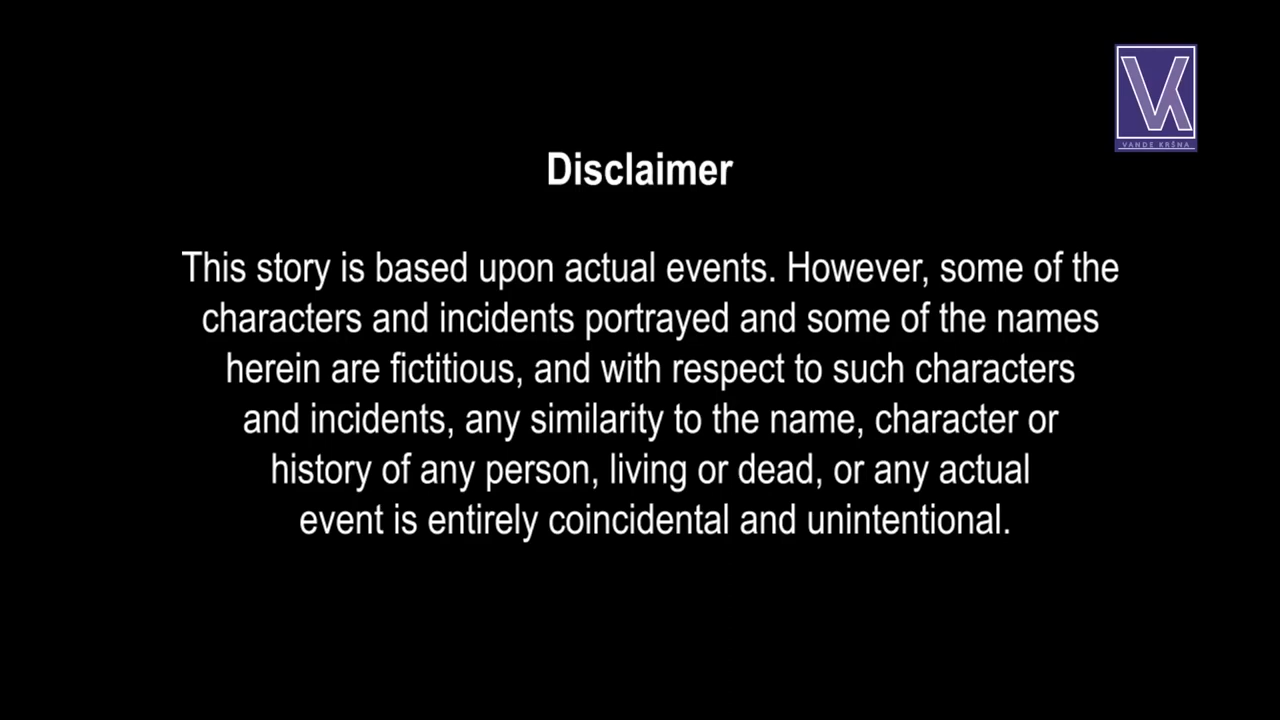 VK
VANDE KRŠNA
Disclaimer
This story is based upon actual events. However, some of the
characters and incidents portrayed and some of the names
herein are fictitious, and with respect to such characters
and incidents, any similarity to the name, character or
history of any person, living or dead, or any actual
event is entirely coincidental and unintentional.